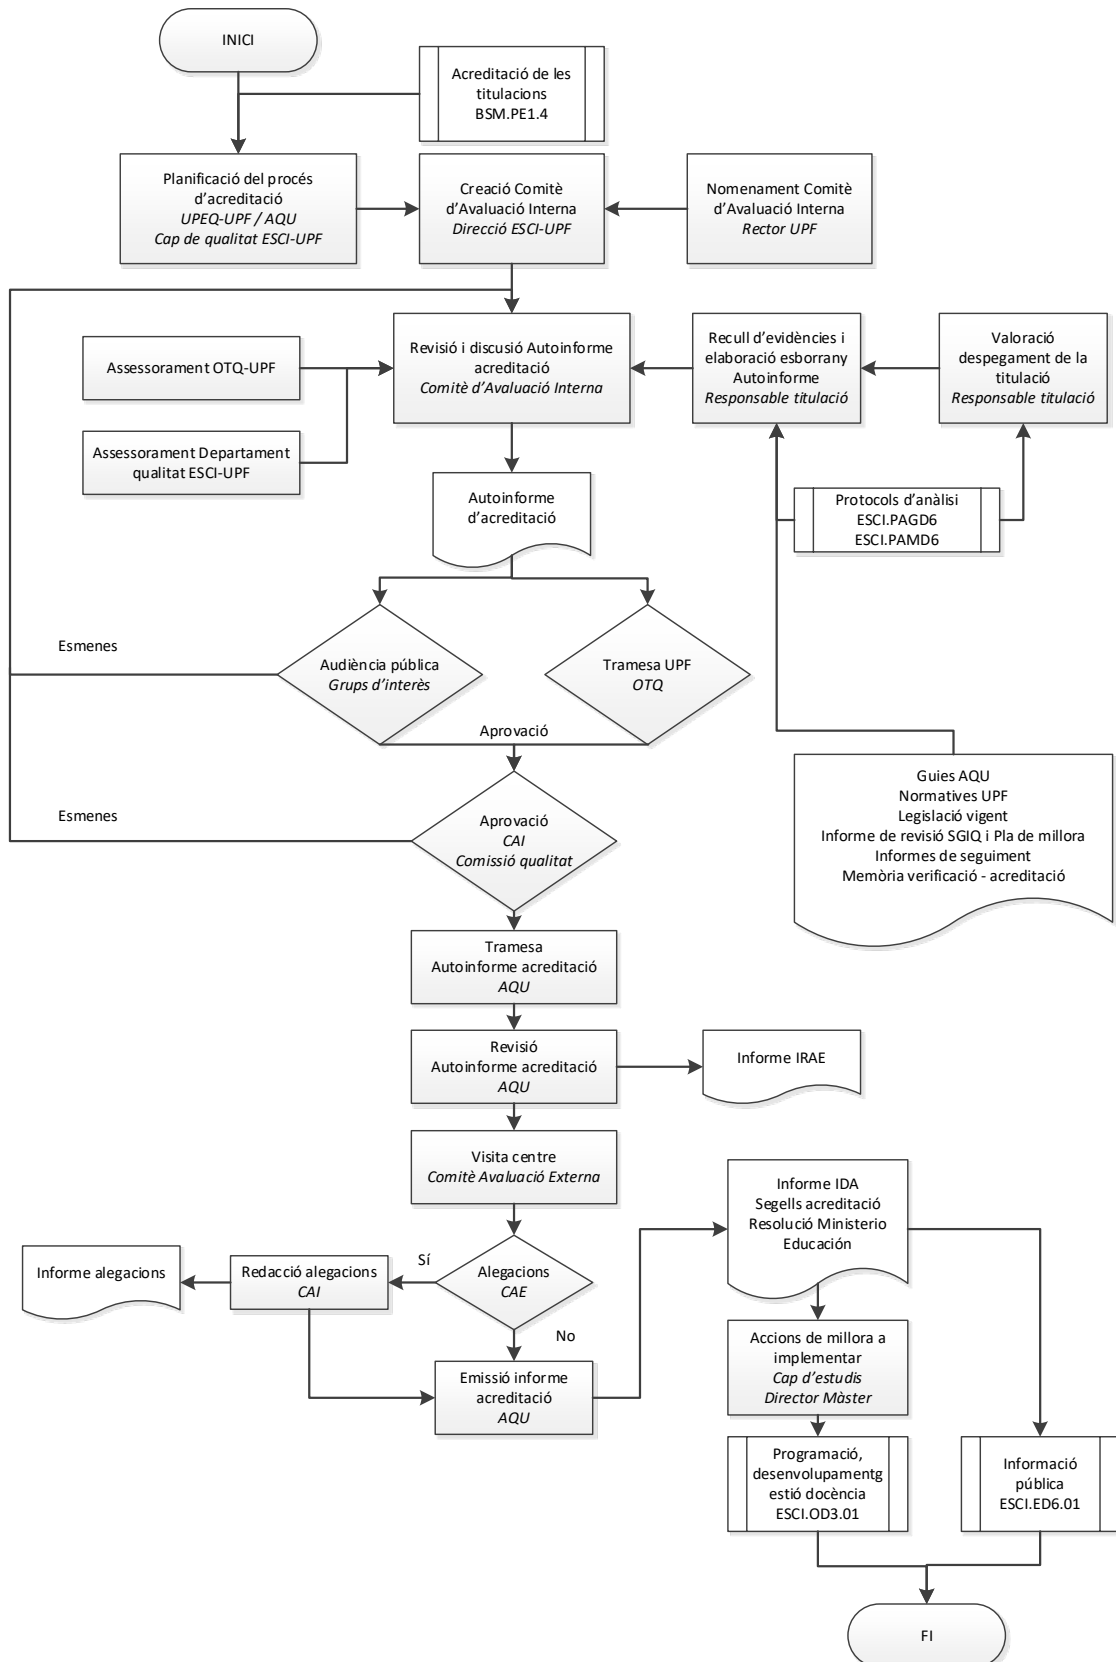 INICI
Acreditació de les
titulacions
BSM.PE1.4
Planificació del procés
d'acreditació
UPEQ-UPF / AQU
Cap de qualitat ESCI-UPF
Creació Comitè
d'Avaluació Interna
Direcció ESCI-UPF
Nomenament Comitè
d'Avaluació Interna
Rector UPF
Assessorament OTQ-UPF
Revisió i discusió Autoinforme
acreditació
Comitè d'Avaluació Interna
Recull d'evidències i
elaboració esborrany
Autoinforme
Responsable titulació
Valoració
despegament de la
titulació
Responsable titulació
Assessorament Departament
qualitat ESCI-UPF
Autoinforme
d'acreditació
Protocols d'anàlisi
ESCI.PAGD6
ESCI.PAMD6
Esmenes
Audiència pública
Grups d'interès
Tramesa UPF
OTQ
Aprovació
Esmenes
Aprovació
CAI
Comissió qualitat
Guies AQU
Normatives UPF
Legislació vigent
Informe de revisió SGIQ i Pla de millora
Informes de seguiment
Memòria verificació - acreditació
Tramesa
Autoinforme acreditació
AQU
Revisió
Autoinforme acreditació
AQU
Informe IRAE
Visita centre
Comitè Avaluació Externa
Informe IDA
Segells acreditació
Resolució Ministerio
Educación
Informe alegacions
Redacció alegacions
CAI
Sí
Alegacions
CAE
No
Emissió informe
acreditació
AQU
Accions de millora a
implementar
Cap d'estudis
Director Màster
Programació,
desenvolupamentg
estió docència
ESCI.OD3.01
Informació
pública
ESCI.ED6.01
FI